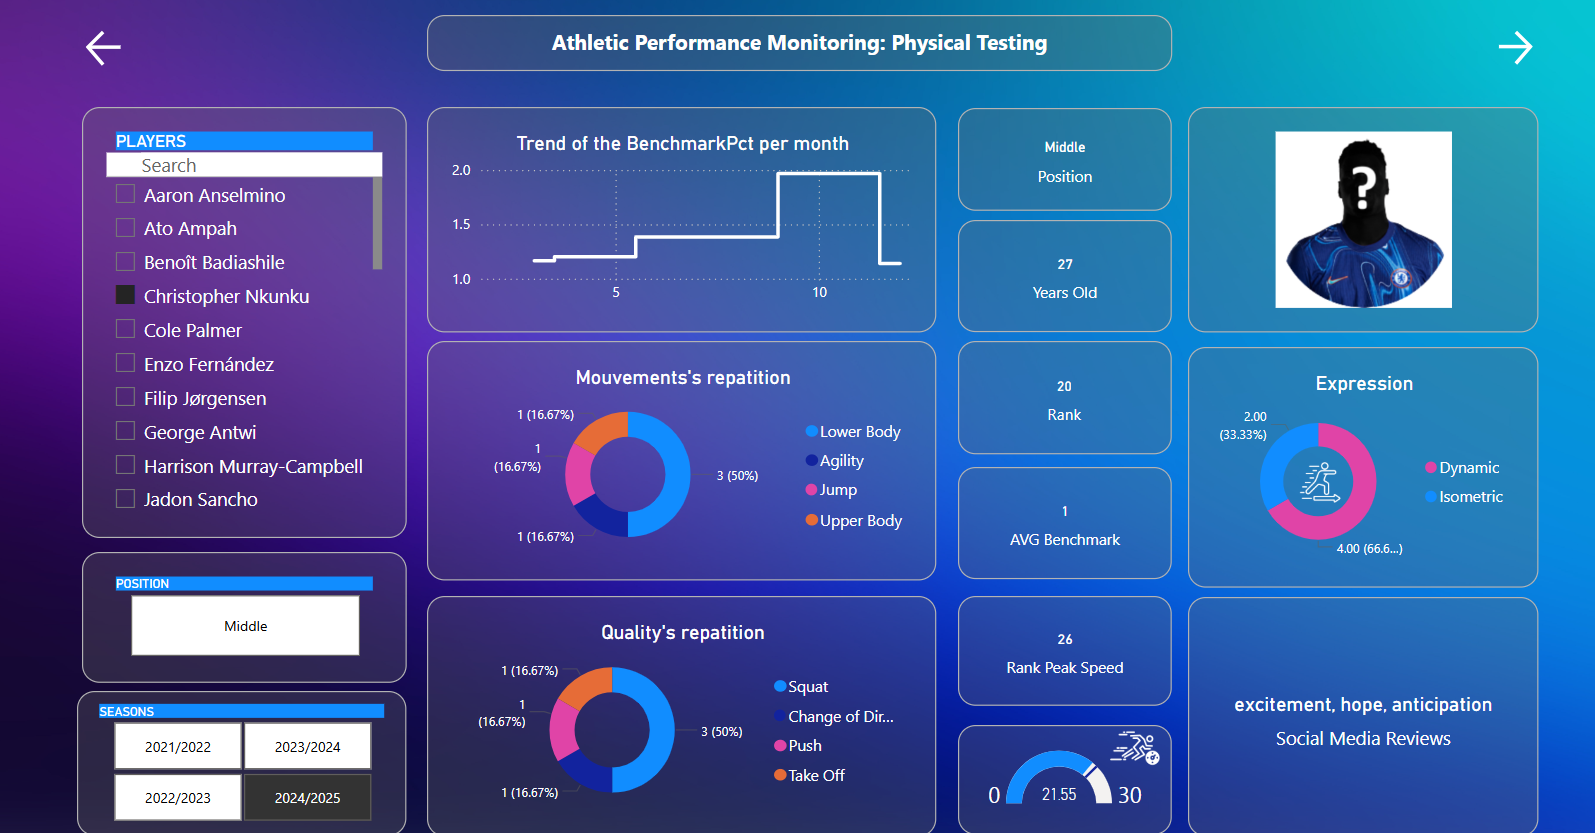 Athletic Performance Monitoring: Physical Testing
PLAYERS
Search
Aaron Anselmino
Ato Ampah
Benoît Badiashile
Christopher Nkunku
Cole Palmer
Enzo Fernández
Filip Jørgensen
George Antwi
Harrison Murray-Campbell
Jadon Sancho
POSITION
Middle
SEASONS
2021/2022
2023/2024
2022/2023
2024/2025
Trend of the BenchmarkPct per month
2.0
1.5
1.0
5
10
Mouvements's repatition
1 (16.67%)
1
(16.67%)
1 (16.67%)
3 (50%)
Lower Body
Agility
Jump
Upper Body
Quality's repatition
1 (16.67%)
1
(16.67%)
1 (16.67%)
3 (50%)
Squat
Change of Dir...
Push
Take Off
Middle
Position
27
Years Old
20
Rank
1
AVG Benchmark
26
Rank Peak Speed
0
21.55
30
?
Expression
2.00
(33.33%)
4.00 (66.6...)
Dynamic
Isometric
excitement, hope, anticipation
Social Media Reviews